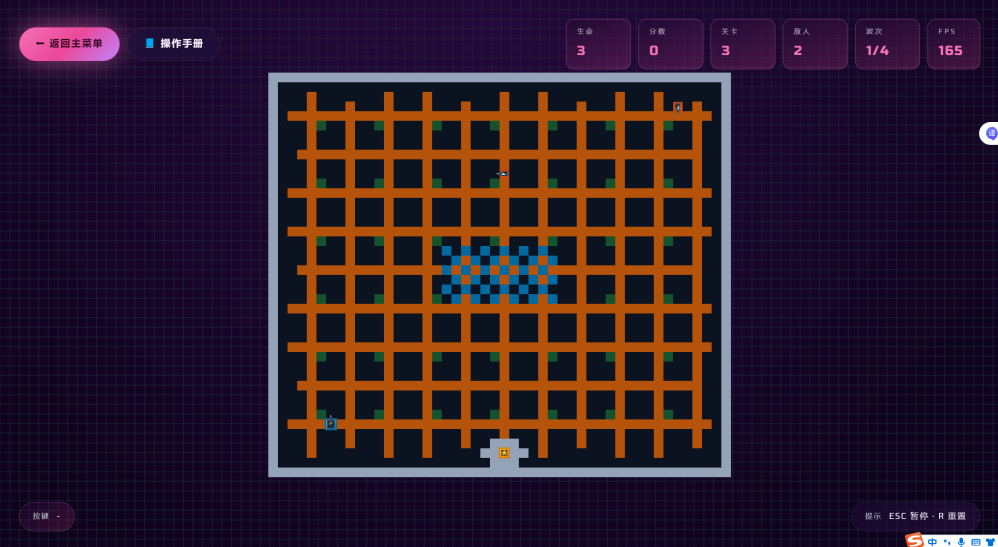 ← 返回主菜单
操作手册
生命
3
分数
0
关卡
3
敌人
2
波次
1/4
FPS
165
译
按键 -
提示 ESC 暂停 · R 重置
中